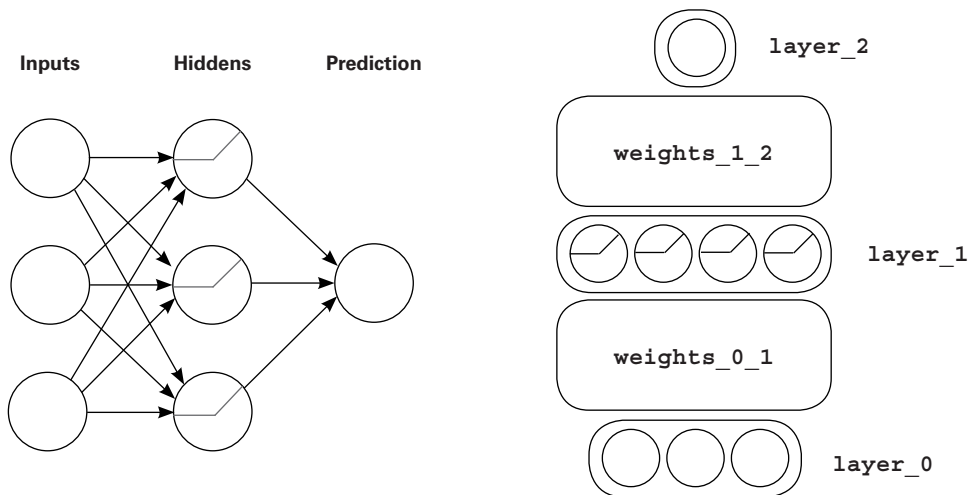 Inputs
Hiddens
Prediction
layer_2
weights_1_2
layer_1
weights_0_1
layer_0